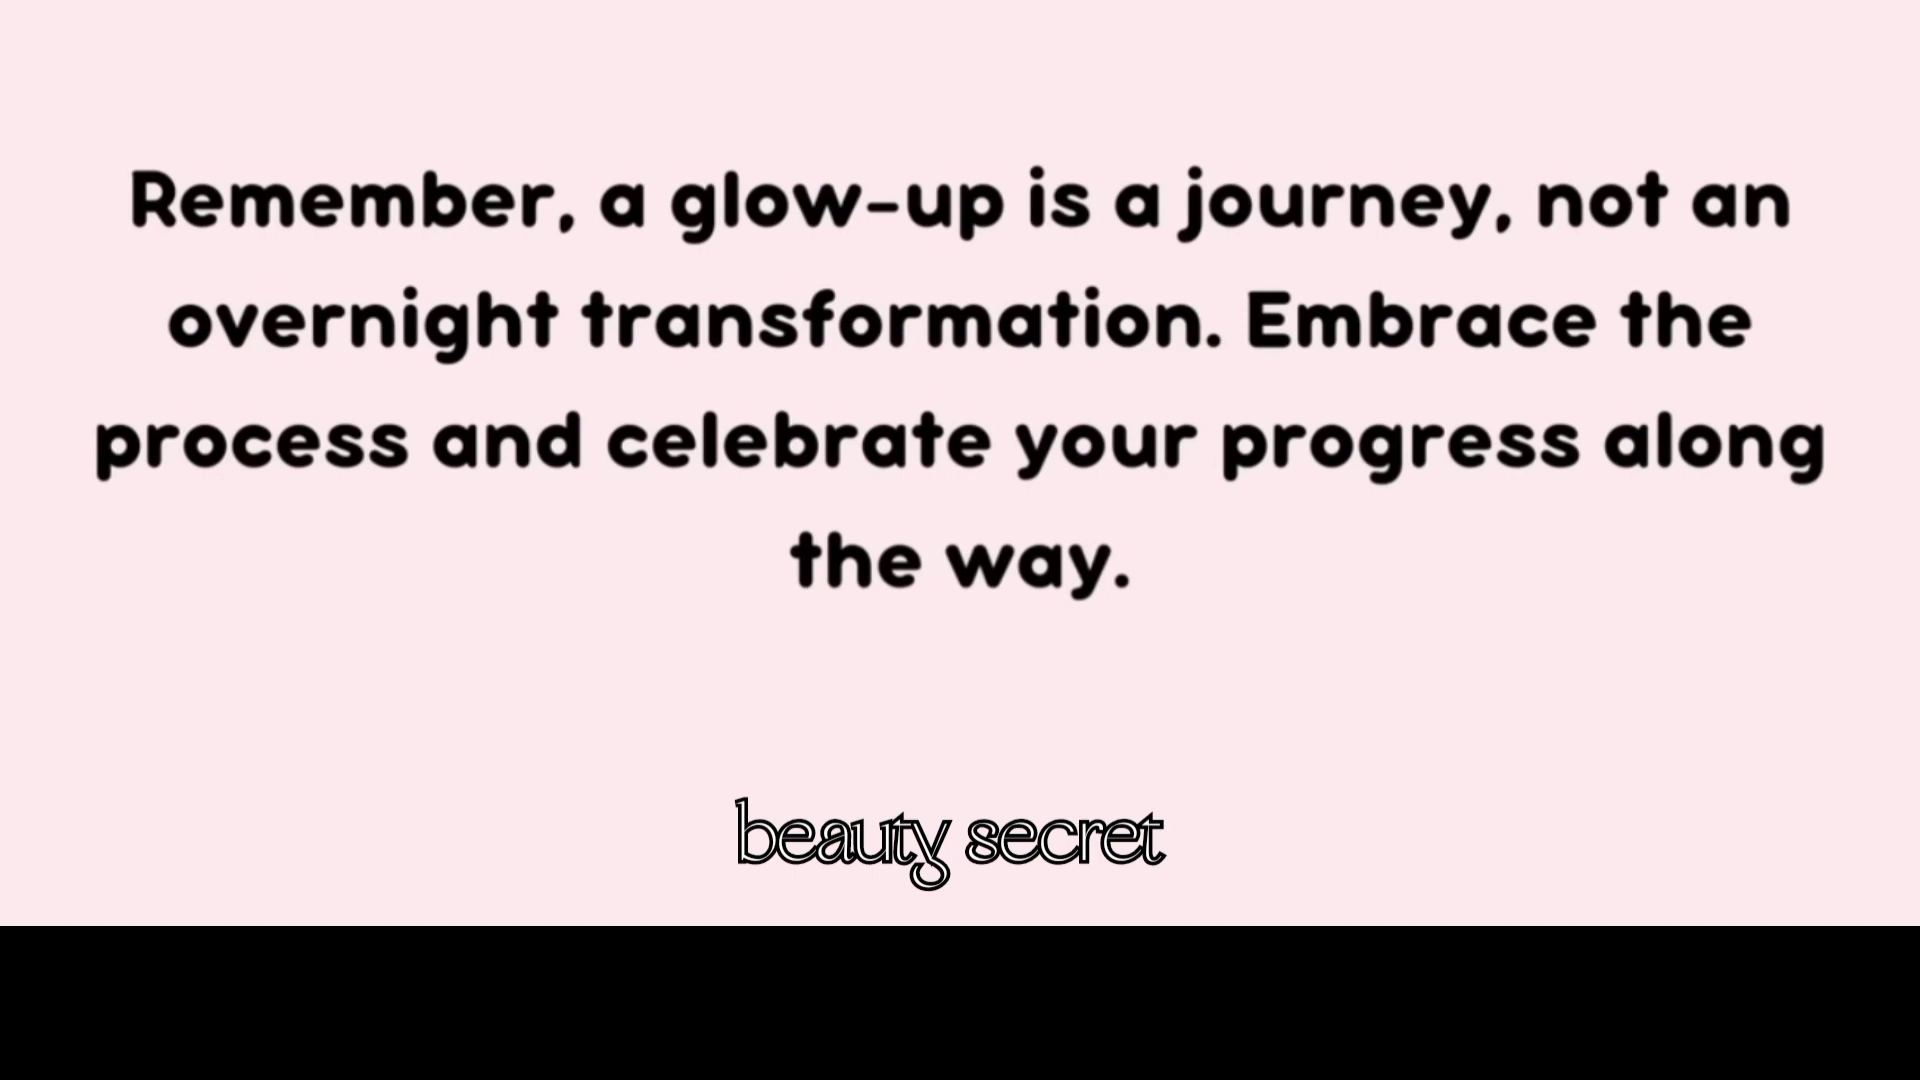 Remember, a glow-up is a journey, not an
overnight transformation. Embrace the
process and celebrate your progress along
the way.
beauty secret